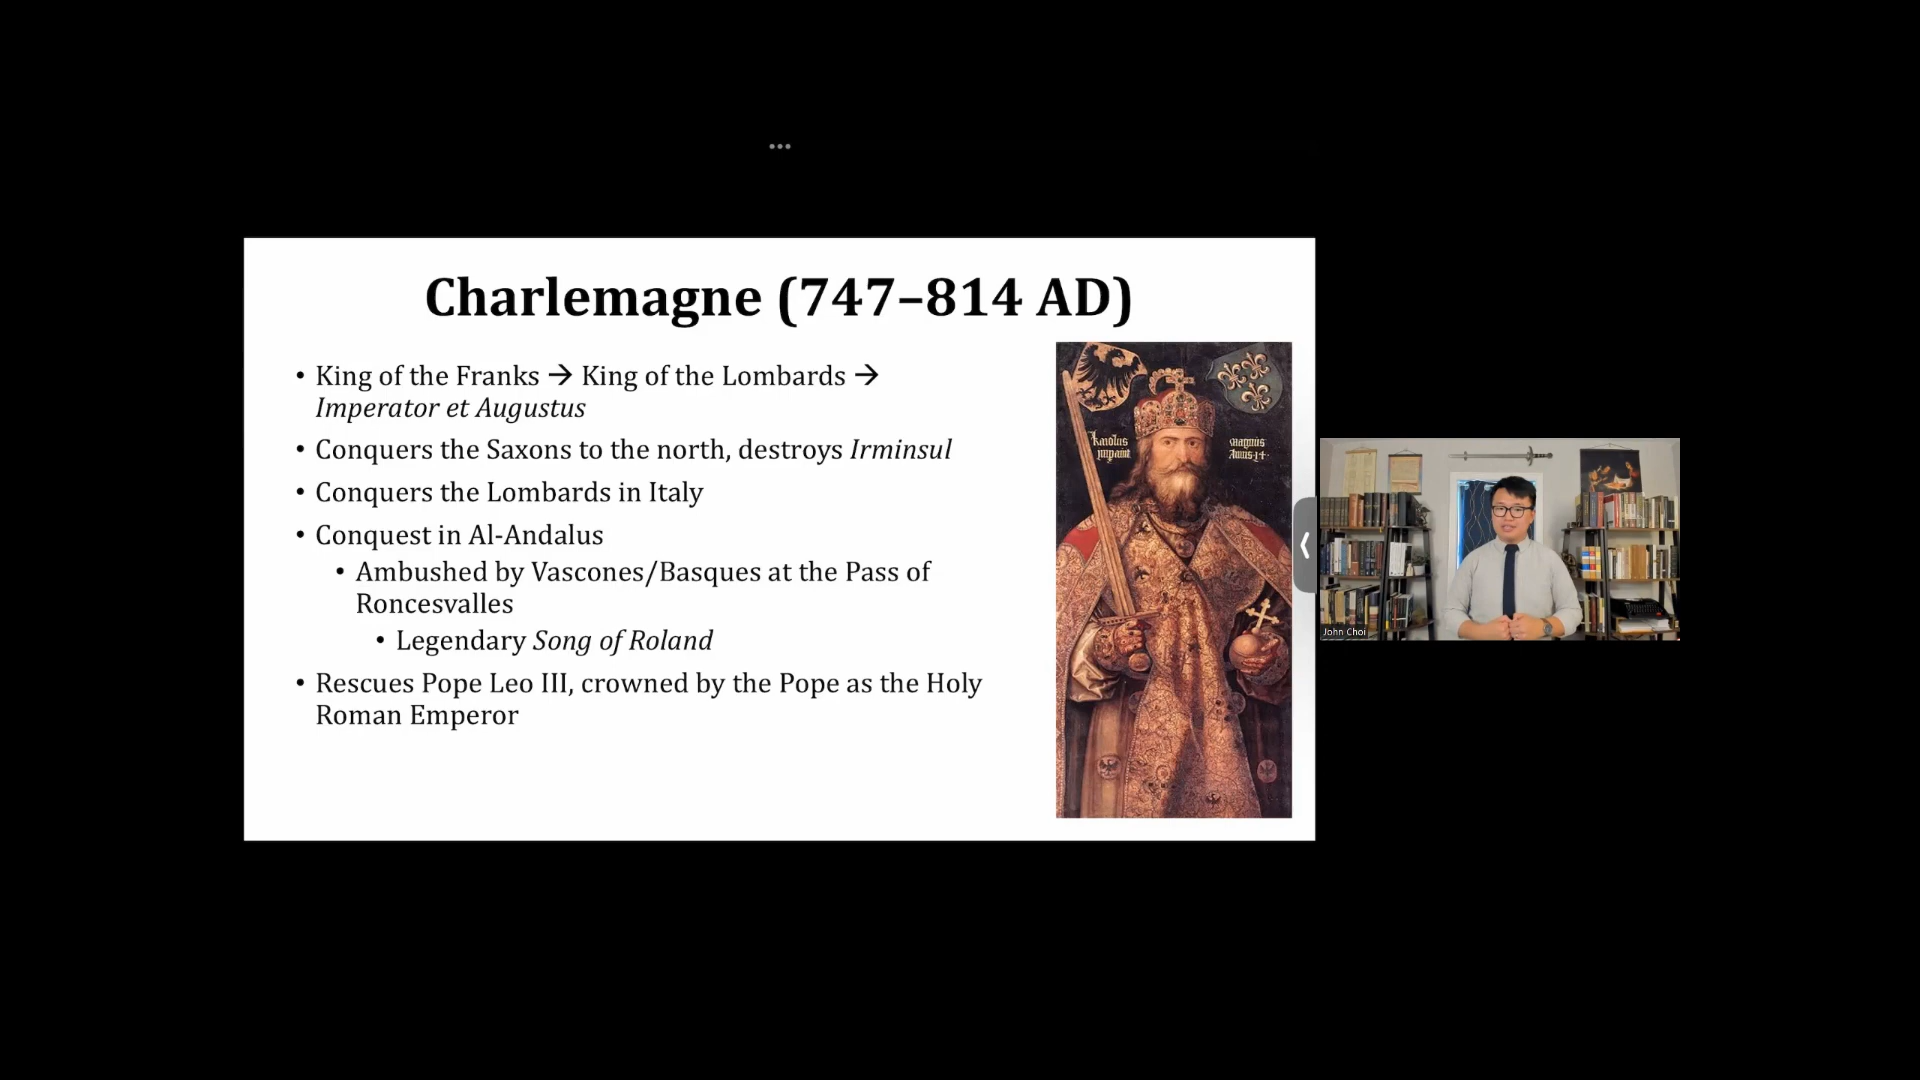 Charlemagne (747–814 AD)
• King of the Franks → King of the Lombards →
Imperator et Augustus
• Conquers the Saxons to the north, destroys Irminsul
• Conquers the Lombards in Italy
• Conquest in Al-Andalus
• Ambushed by Vascones/Basques at the Pass of
Roncesvalles
• Legendary Song of Roland
• Rescues Pope Leo III, crowned by the Pope as the Holy
Roman Emperor
karolus magnus
John Choi